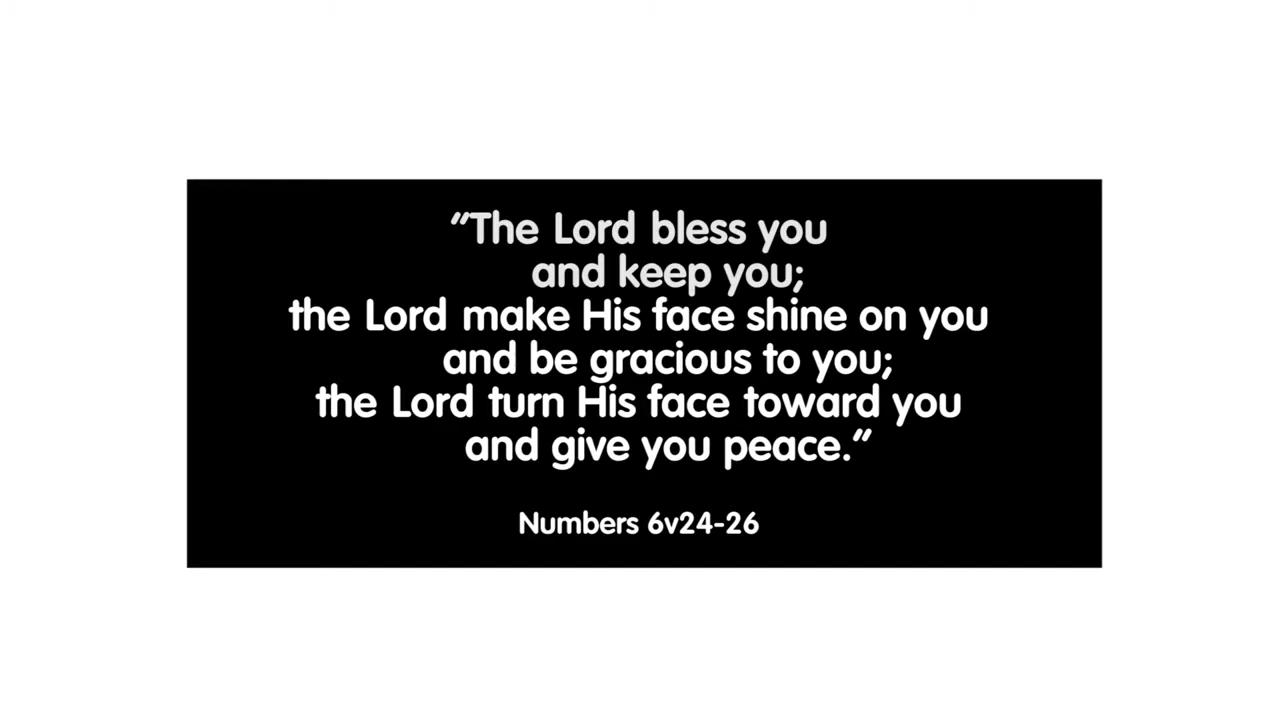 "The Lord bless you
and keep you;
the Lord make His face shine on you
and be gracious to you;
the Lord turn His face toward you
and give you peace."
Numbers 6v24-26